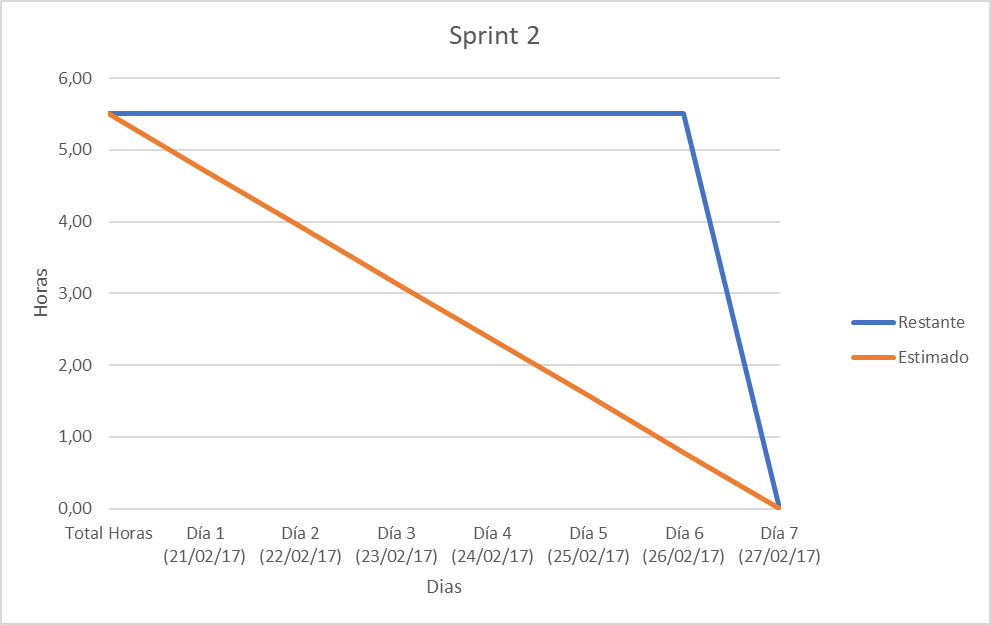 Sprint 2
6,00
5,00
4,00
3,00
2,00
1,00
0,00
Horas
Total Horas
Día 1
(21/02/17)
Día 2
(22/02/17)
Día 3
(23/02/17)
Día 4
(24/02/17)
Día 5
(25/02/17)
Día 6
(26/02/17)
Día 7
(27/02/17)
Dias
Restante
Estimado